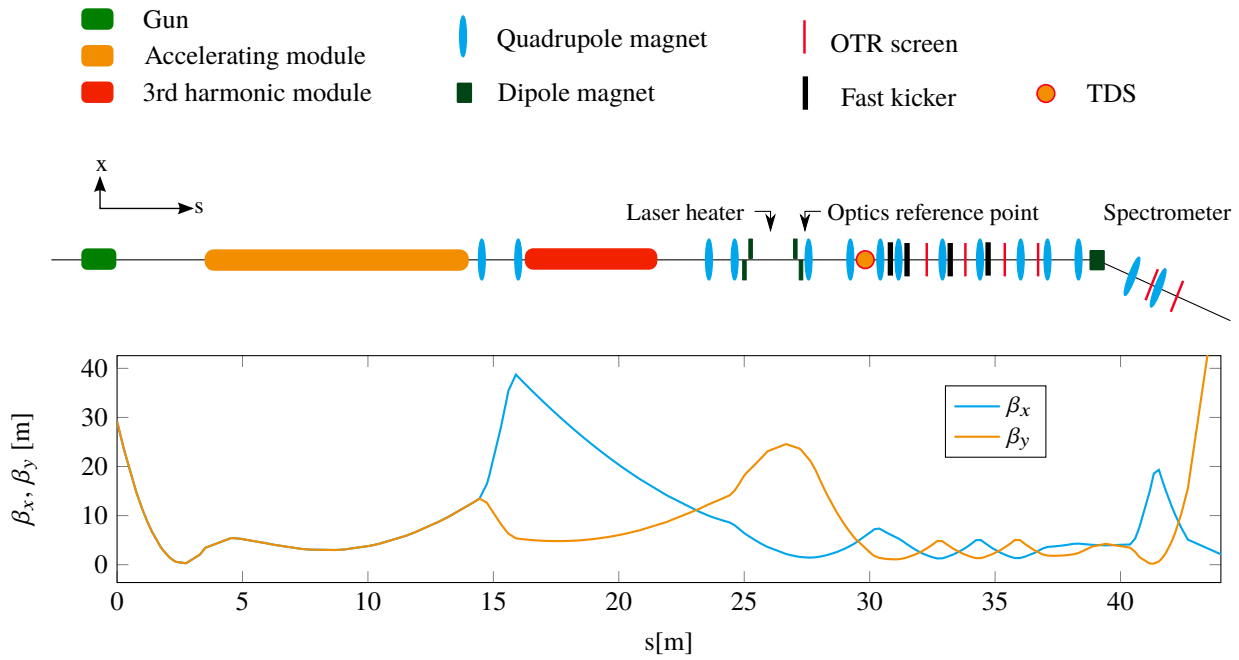 Gun
Accelerating module
3rd harmonic module
Quadrupole magnet
Dipole magnet
OTR screen
Fast kicker
TDS
x
s
Laser heater
Optics reference point
Spectrometer
40
30
20
10
0
βx, βy [m]
βx
βy
0 5 10 15 20 25 30 35 40
s[m]